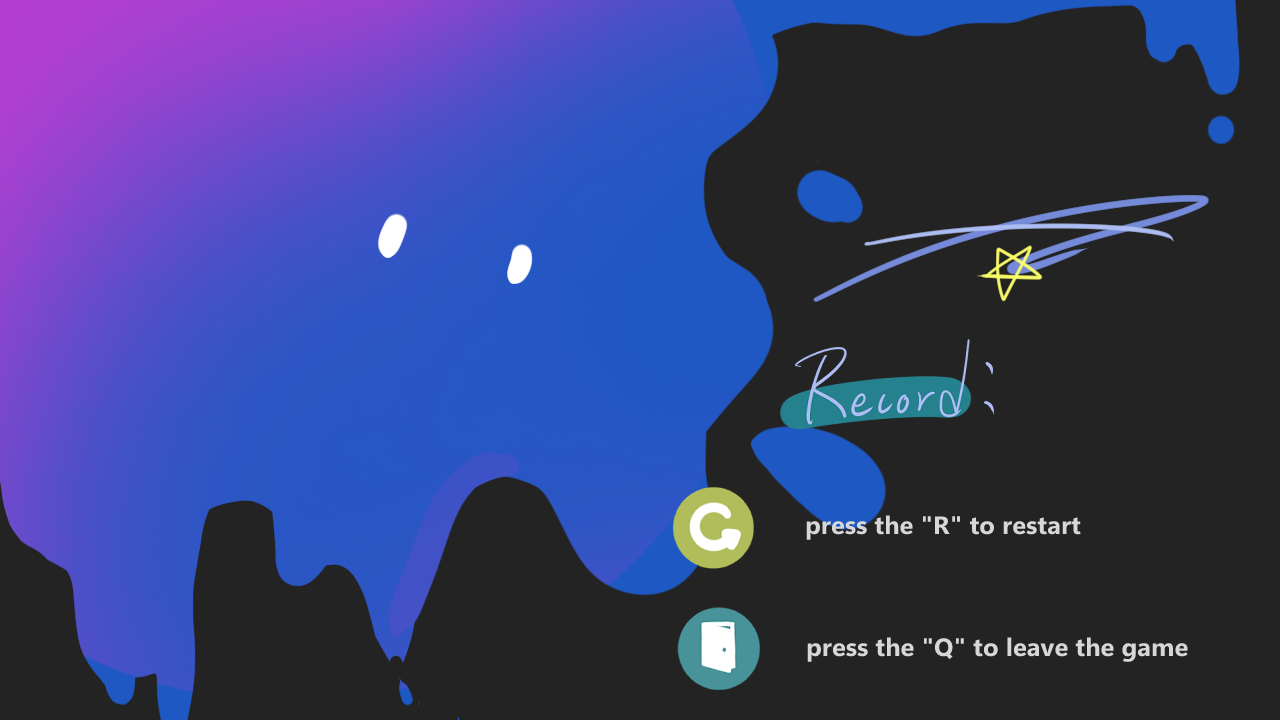 Record:
press the "R" to restart
press the "Q" to leave the game